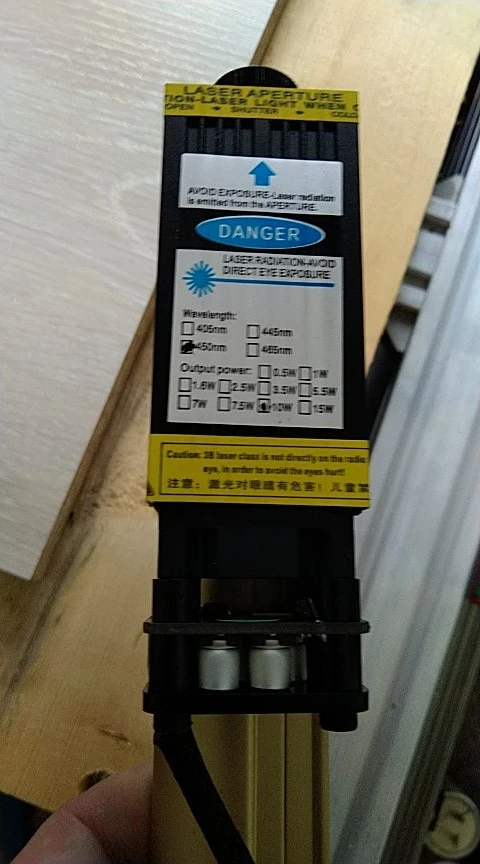 LASER APERTURE
TION-LASER LIGHT WHEN
OPEN SHUTTER
AVOID EXPOSURE-Laser radiation
is emitted from the APERTURE.
DANGER
LASER RADIATION-AVOID
DIRECT EYE EXPOSURE
Wavelength:
405nm 445nm
450nm 465nm
Output power: 0.5W 1W
1.6W 2.5W 3.5W 5.5W
7W 7.5W 10W 15W
Caution: 3B laser class is not directly on the radio
eye, in order to avoid the eyes hurt!
注意: 激光对眼睛有危害! 儿童禁